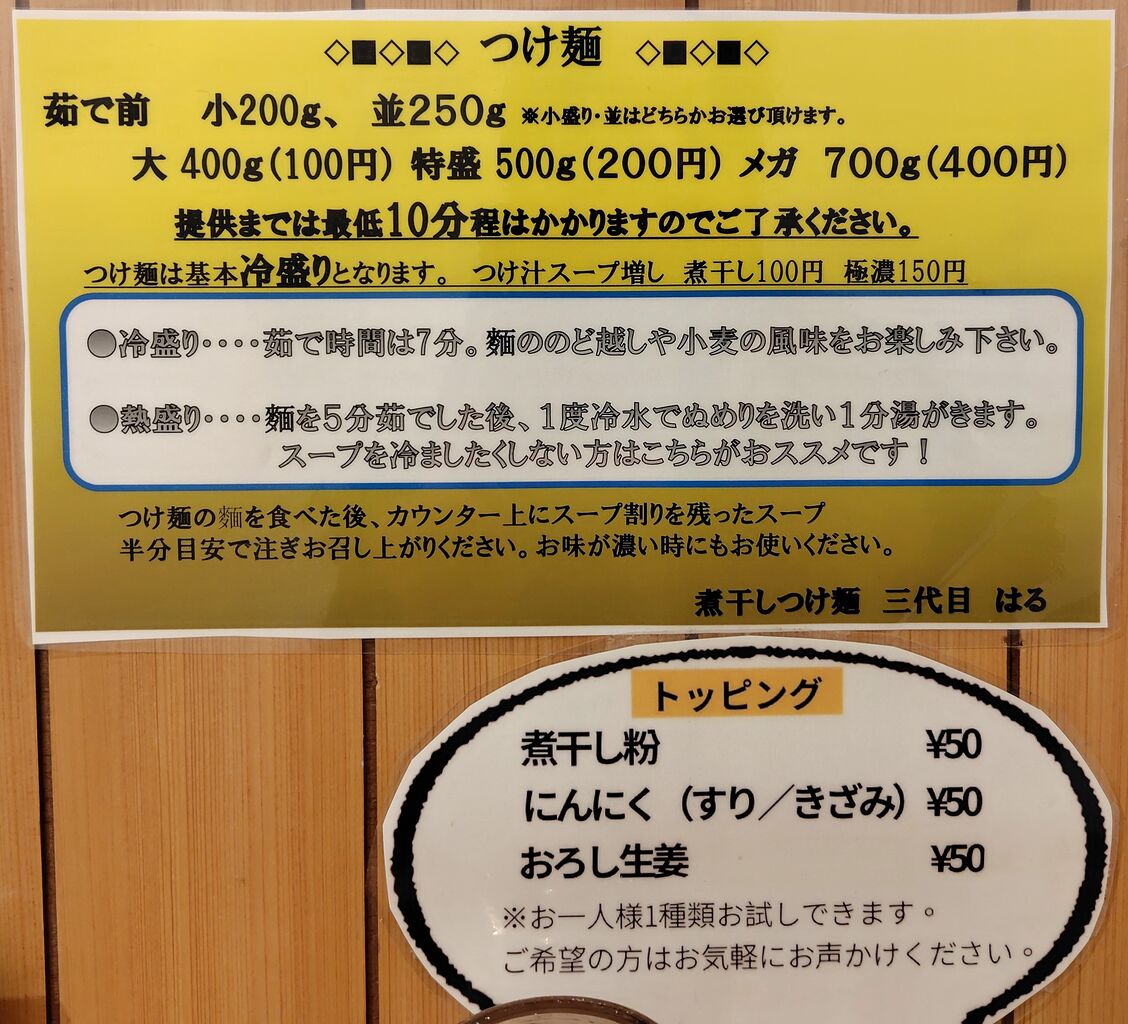 ◇■◇■◇ つけ麺 ◇■◇■◇
茹で前 小200g、 並250g ※小盛り・並はどちらかお選び頂けます。
大 400g(100円) 特盛 500g(200円) メガ 700g(400円)
提供までは最低10分程はかかりますのでご了承ください。
つけ麺は基本冷盛りとなります。 つけ汁スープ増し 煮干し100円 極濃150円
●冷盛り････茹で時間は7分。麵ののど越しや小麦の風味をお楽しみ下さい。
●熱盛り････麵を5分茹でした後、1度冷水でぬめりを洗い1分湯がきます。
スープを冷ましたくしない方はこちらがおススメです！
つけ麺の麵を食べた後、カウンター上にスープ割りを残ったスープ
半分目安で注ぎお召し上がりください。お味が濃い時にもお使いください。
煮干しつけ麺 三代目 はる
トッピング
煮干し粉 ¥50
にんにく（すり／きざみ）¥50
おろし生姜 ¥50
※お一人様1種類お試しできます。
ご希望の方はお気軽にお声かけください。